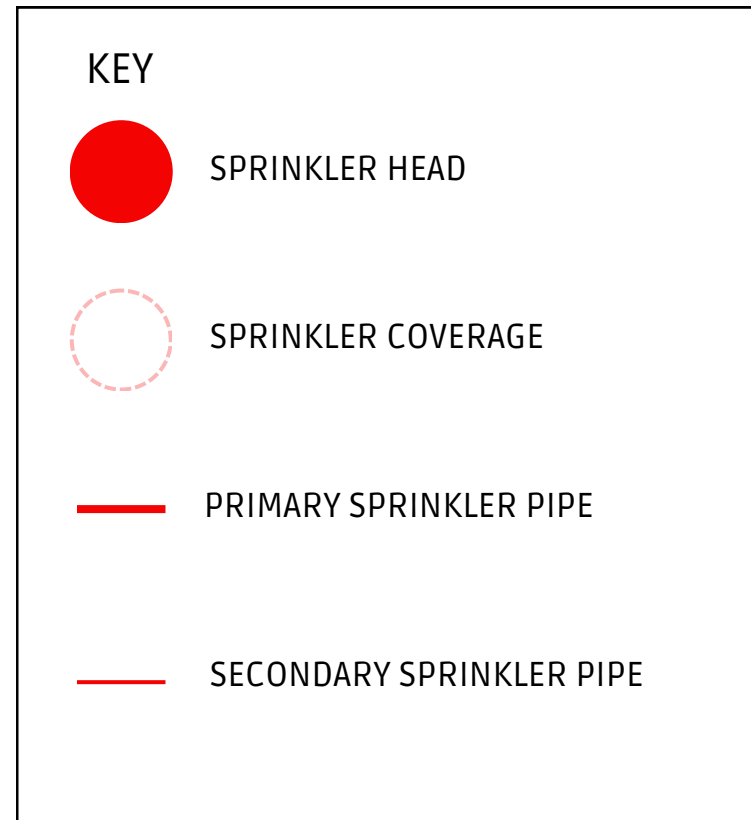 KEY
SPRINKLER HEAD
SPRINKLER COVERAGE
PRIMARY SPRINKLER PIPE
SECONDARY SPRINKLER PIPE